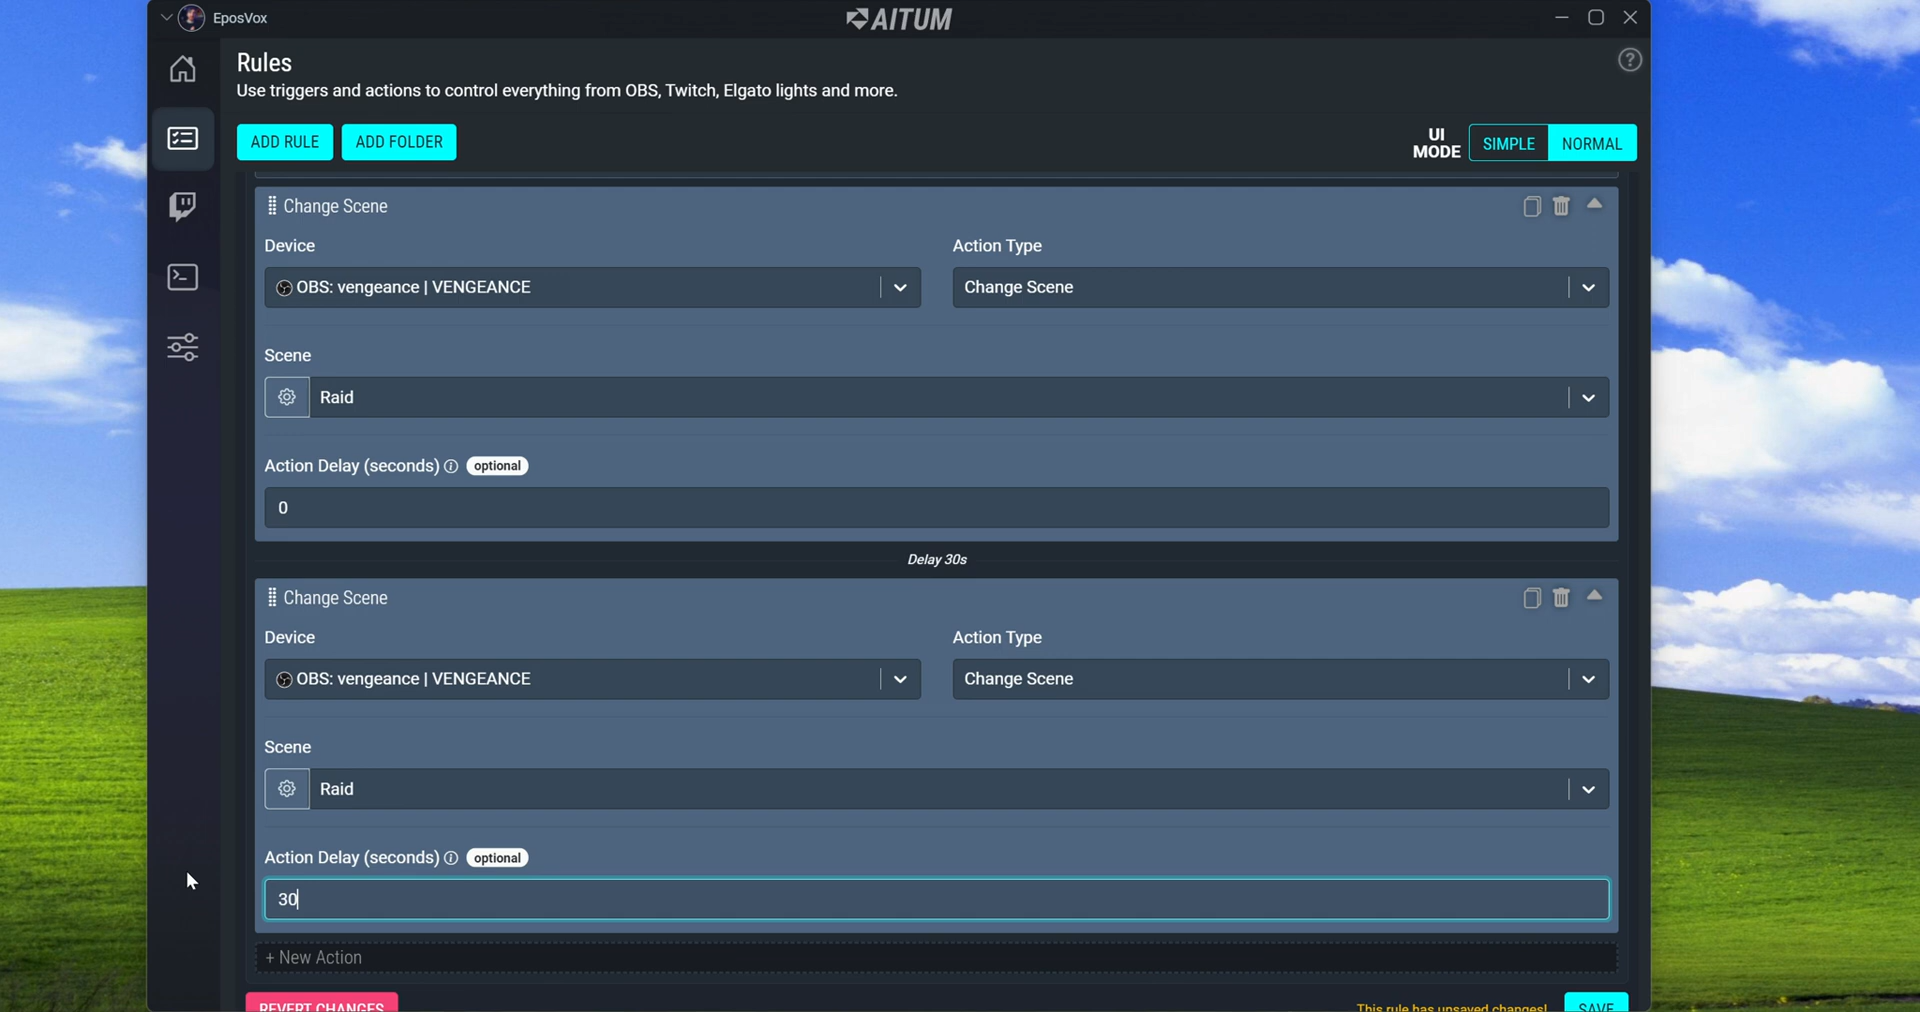 EposVox
AITUM
Rules
Use triggers and actions to control everything from OBS, Twitch, Elgato lights and more.
ADD RULE
ADD FOLDER
UI MODE
SIMPLE
NORMAL
Change Scene
Device
Action Type
OBS: vengeance | VENGEANCE
Change Scene
Scene
Raid
Action Delay (seconds) optional
0
Delay 30s
Change Scene
Device
Action Type
OBS: vengeance | VENGEANCE
Change Scene
Scene
Raid
Action Delay (seconds) optional
30
+ New Action
REVERT CHANGES
This rule has unsaved changes!
SAVE